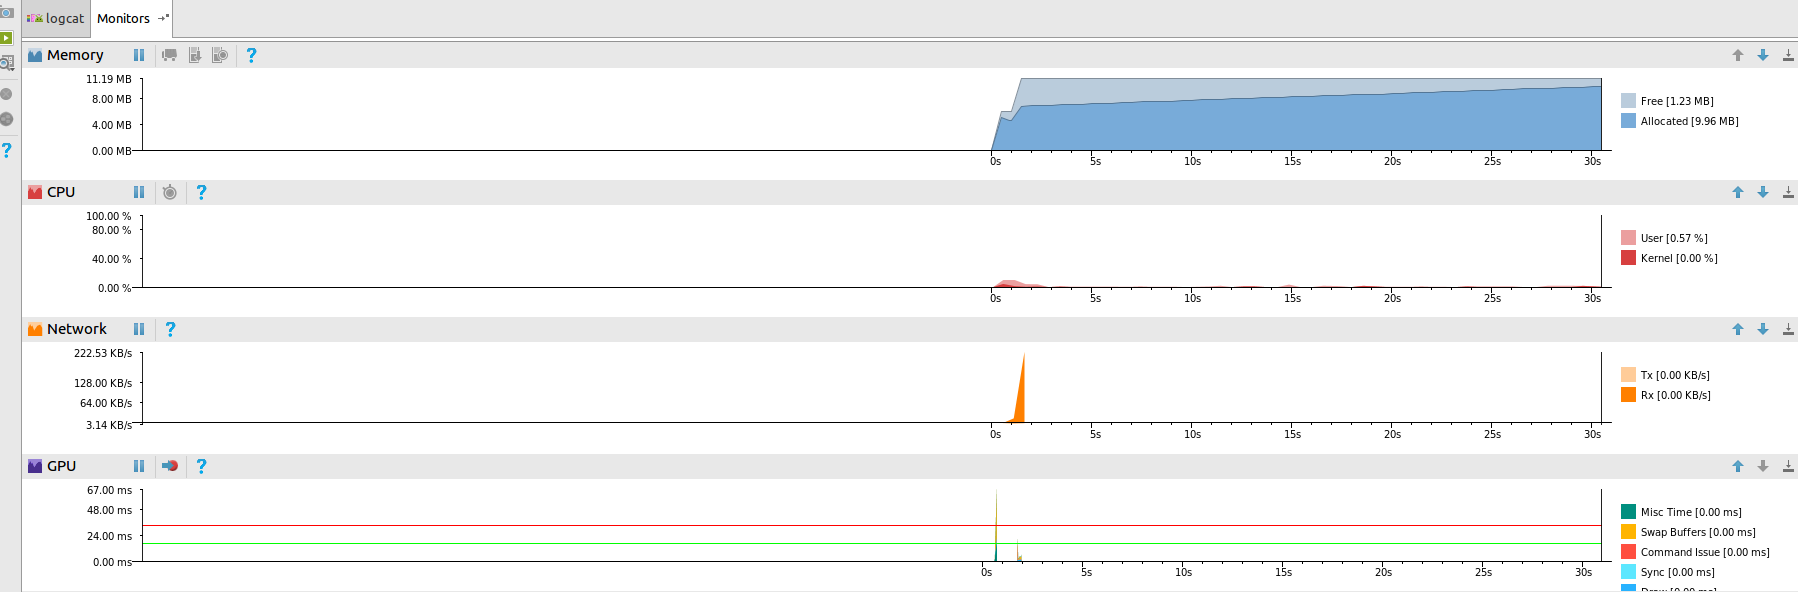 logcat Monitors
Memory ?
11.19 MB
8.00 MB
4.00 MB
0.00 MB
0s 5s 10s 15s 20s 25s 30s
Free [1.23 MB]
Allocated [9.96 MB]
CPU ?
100.00 %
80.00 %
40.00 %
0.00 %
0s 5s 10s 15s 20s 25s 30s
User [0.57 %]
Kernel [0.00 %]
Network ?
222.53 KB/s
128.00 KB/s
64.00 KB/s
3.14 KB/s
0s 5s 10s 15s 20s 25s 30s
Tx [0.00 KB/s]
Rx [0.00 KB/s]
GPU ?
67.00 ms
48.00 ms
24.00 ms
0.00 ms
0s 5s 10s 15s 20s 25s 30s
Misc Time [0.00 ms]
Swap Buffers [0.00 ms]
Command Issue [0.00 ms]
Sync [0.00 ms]
?